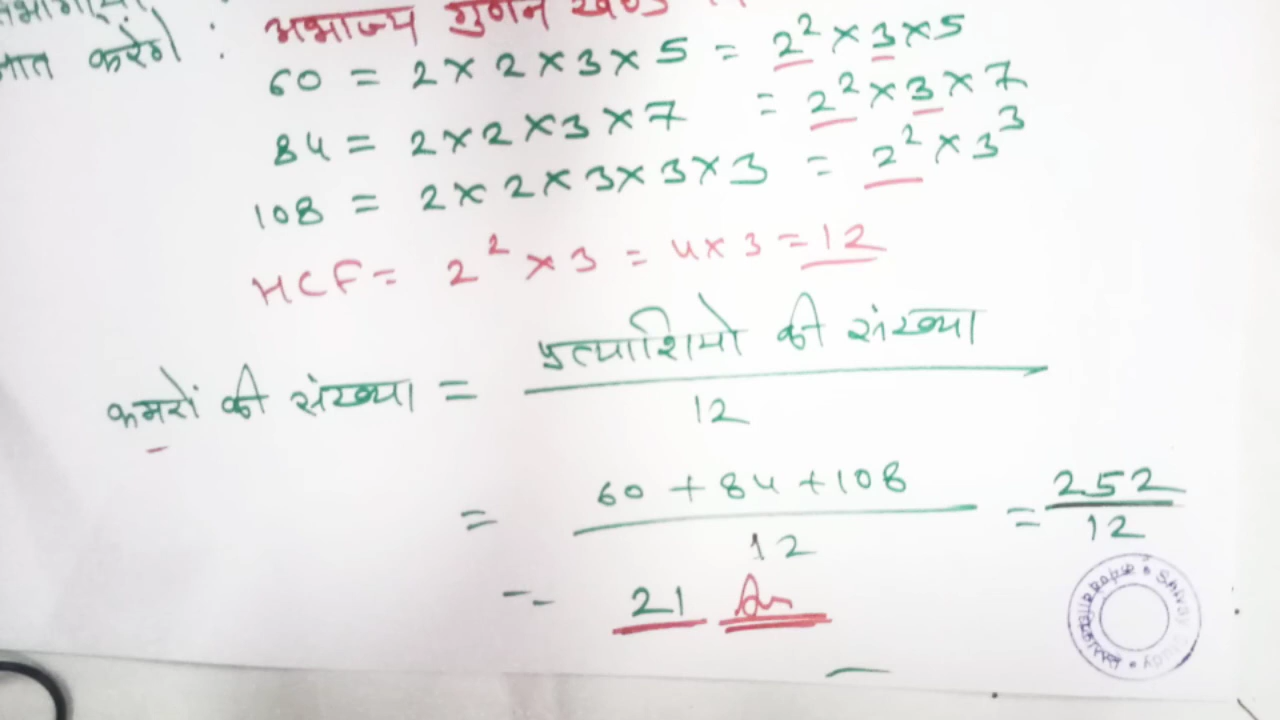 ज्ञात करेंगे : अभाज्य गुणन खण्ड
60 = 2 × 2 × 3 × 5 = 2² × 3 × 5
84 = 2 × 2 × 3 × 7 = 2² × 3 × 7
108 = 2 × 2 × 3 × 3 × 3 = 2² × 3³
HCF = 2² × 3 = 4 × 3 = 12
कमरों की संख्या = प्रत्याशियो की संख्या / 12
= 60 + 84 + 108 / 12 = 252 / 12
= 21 Ans